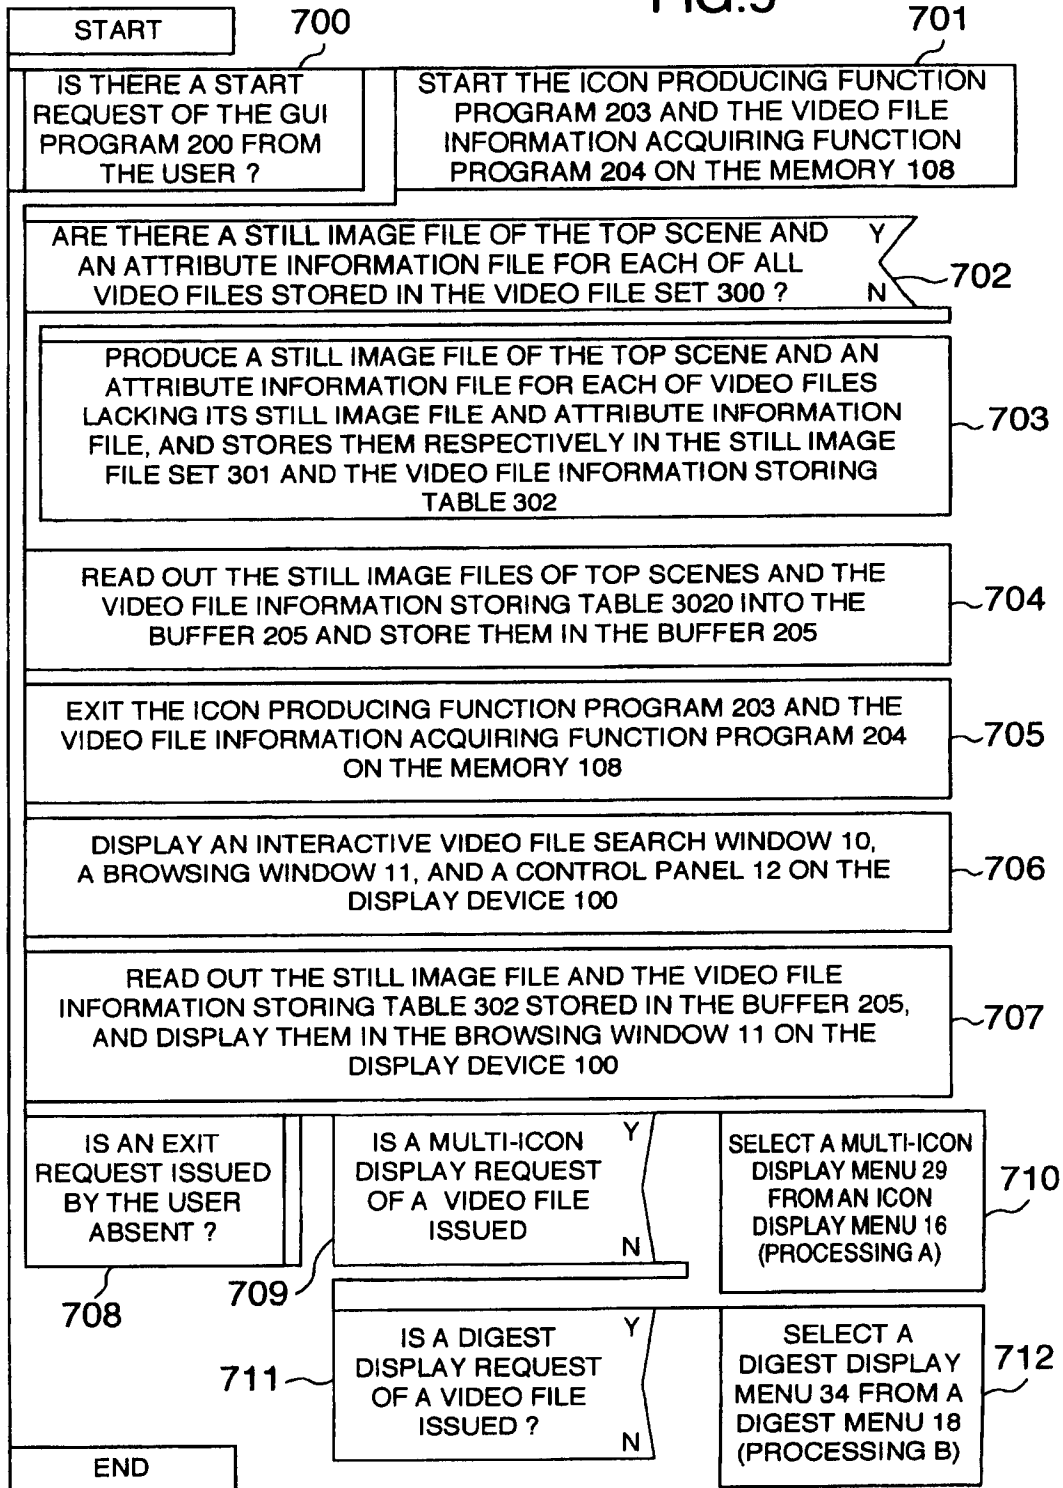 START
700
701
IS THERE A START
REQUEST OF THE GUI
PROGRAM 200 FROM
THE USER ?
START THE ICON PRODUCING FUNCTION
PROGRAM 203 AND THE VIDEO FILE
INFORMATION ACQUIRING FUNCTION
PROGRAM 204 ON THE MEMORY 108
ARE THERE A STILL IMAGE FILE OF THE TOP SCENE AND
AN ATTRIBUTE INFORMATION FILE FOR EACH OF ALL
VIDEO FILES STORED IN THE VIDEO FILE SET 300 ?
Y
N
702
PRODUCE A STILL IMAGE FILE OF THE TOP SCENE AND AN
ATTRIBUTE INFORMATION FILE FOR EACH OF VIDEO FILES
LACKING ITS STILL IMAGE FILE AND ATTRIBUTE INFORMATION
FILE, AND STORES THEM RESPECTIVELY IN THE STILL IMAGE
FILE SET 301 AND THE VIDEO FILE INFORMATION STORING
TABLE 302
703
READ OUT THE STILL IMAGE FILES OF TOP SCENES AND THE
VIDEO FILE INFORMATION STORING TABLE 3020 INTO THE
BUFFER 205 AND STORE THEM IN THE BUFFER 205
704
EXIT THE ICON PRODUCING FUNCTION PROGRAM 203 AND THE
VIDEO FILE INFORMATION ACQUIRING FUNCTION PROGRAM 204
ON THE MEMORY 108
705
DISPLAY AN INTERACTIVE VIDEO FILE SEARCH WINDOW 10,
A BROWSING WINDOW 11, AND A CONTROL PANEL 12 ON THE
DISPLAY DEVICE 100
706
READ OUT THE STILL IMAGE FILE AND THE VIDEO FILE
INFORMATION STORING TABLE 302 STORED IN THE BUFFER 205,
AND DISPLAY THEM IN THE BROWSING WINDOW 11 ON THE
DISPLAY DEVICE 100
707
IS AN EXIT
REQUEST ISSUED
BY THE USER
ABSENT ?
708
IS A MULTI-ICON
DISPLAY REQUEST
OF A VIDEO FILE
ISSUED
Y
N
709
SELECT A MULTI-ICON
DISPLAY MENU 29
FROM AN ICON
DISPLAY MENU 16
(PROCESSING A)
710
IS A DIGEST
DISPLAY REQUEST
OF A VIDEO FILE
ISSUED ?
Y
N
711
SELECT A
DIGEST DISPLAY
MENU 34 FROM A
DIGEST MENU 18
(PROCESSING B)
712
END